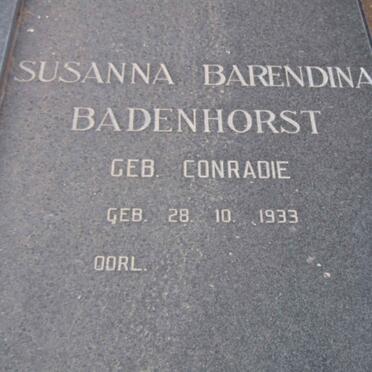 SUSANNA BARENDINA
BADENHORST
GEB. CONRADIE
GEB. 28. 10. 1933
OORL.